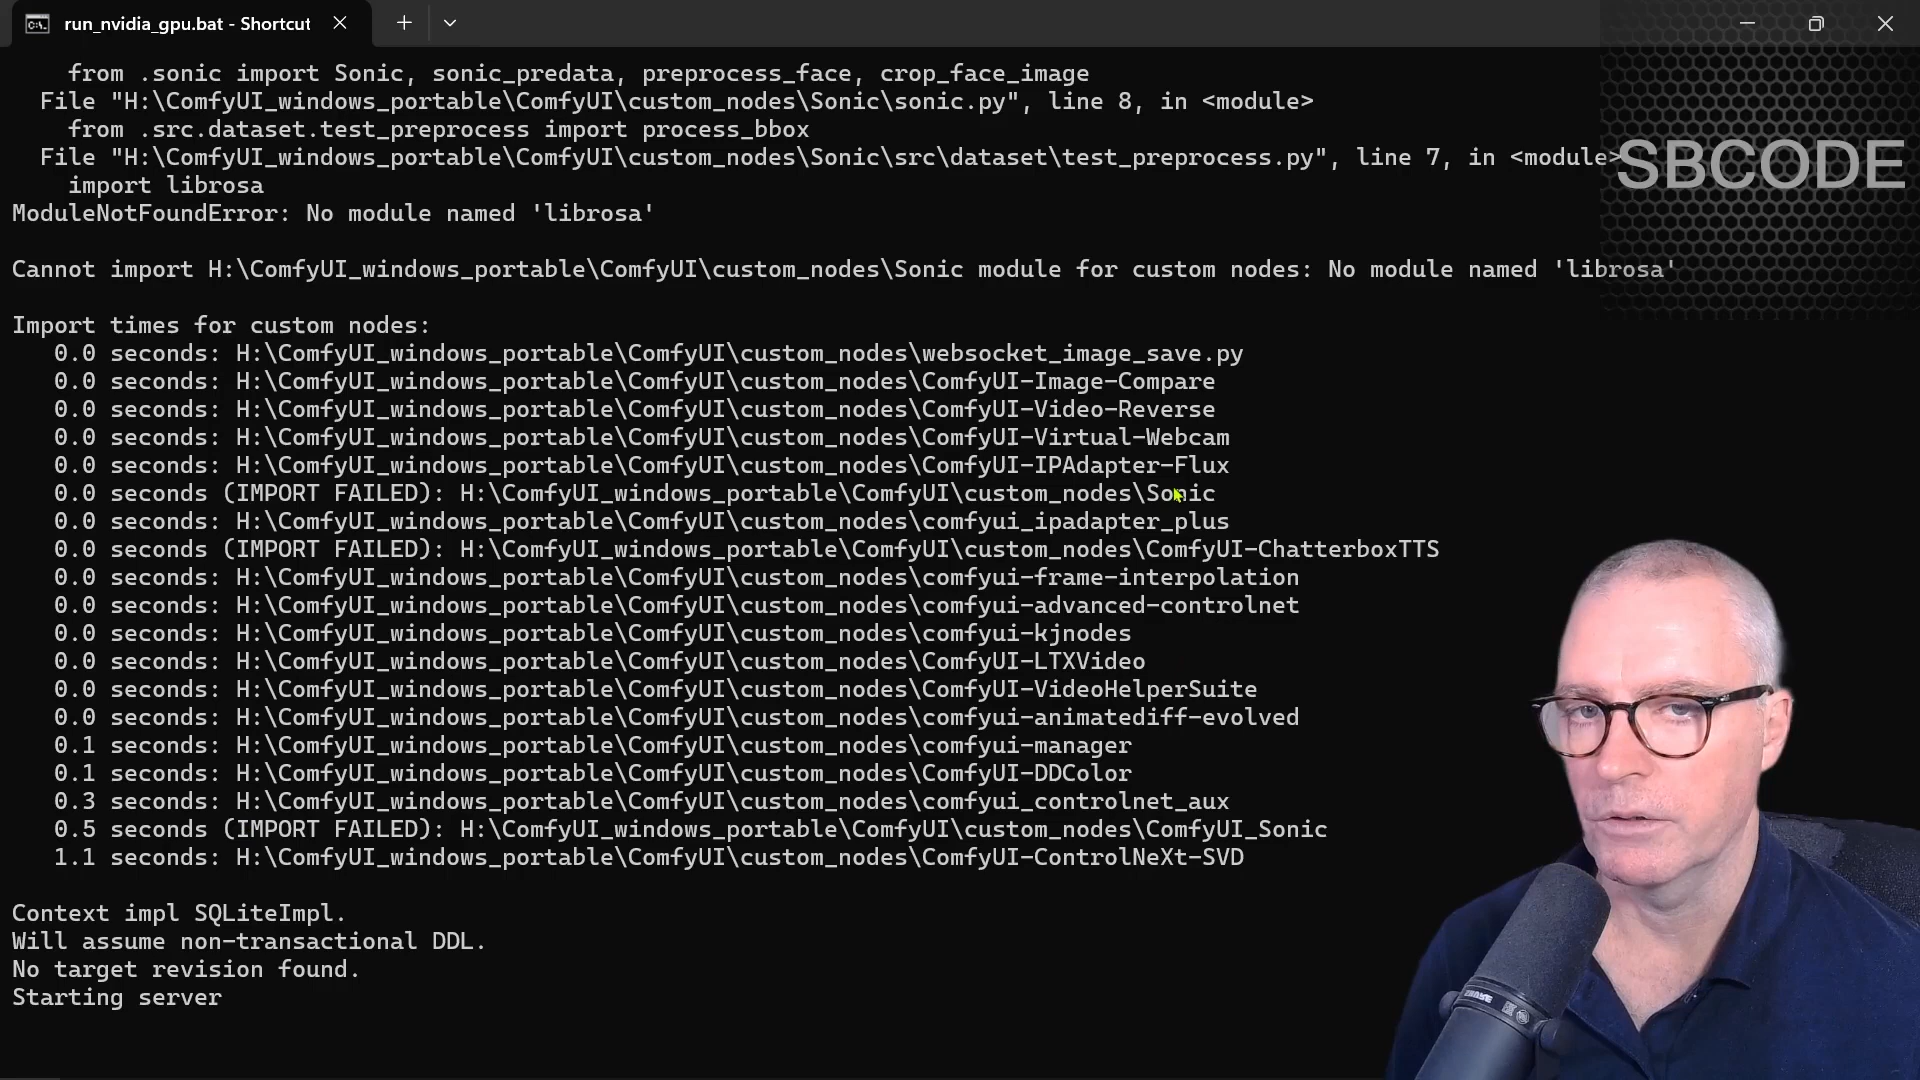 run_nvidia_gpu.bat - Shortcut
from .sonic import Sonic, sonic_predata, preprocess_face, crop_face_image
File "H:\ComfyUI_windows_portable\ComfyUI\custom_nodes\Sonic\sonic.py", line 8, in <module>
from .src.dataset.test_preprocess import process_bbox
File "H:\ComfyUI_windows_portable\ComfyUI\custom_nodes\Sonic\src\dataset\test_preprocess.py", line 7, in <module>
SBCODE
import librosa
ModuleNotFoundError: No module named 'librosa'
Cannot import H:\ComfyUI_windows_portable\ComfyUI\custom_nodes\Sonic module for custom nodes: No module named 'librosa'
Import times for custom nodes:
0.0 seconds: H:\ComfyUI_windows_portable\ComfyUI\custom_nodes\websocket_image_save.py
0.0 seconds: H:\ComfyUI_windows_portable\ComfyUI\custom_nodes\ComfyUI-Image-Compare
0.0 seconds: H:\ComfyUI_windows_portable\ComfyUI\custom_nodes\ComfyUI-Video-Reverse
0.0 seconds: H:\ComfyUI_windows_portable\ComfyUI\custom_nodes\ComfyUI-Virtual-Webcam
0.0 seconds: H:\ComfyUI_windows_portable\ComfyUI\custom_nodes\ComfyUI-IPAdapter-Flux
0.0 seconds (IMPORT FAILED): H:\ComfyUI_windows_portable\ComfyUI\custom_nodes\Sonic
0.0 seconds: H:\ComfyUI_windows_portable\ComfyUI\custom_nodes\comfyui_ipadapter_plus
0.0 seconds (IMPORT FAILED): H:\ComfyUI_windows_portable\ComfyUI\custom_nodes\ComfyUI-ChatterboxTTS
0.0 seconds: H:\ComfyUI_windows_portable\ComfyUI\custom_nodes\comfyui-frame-interpolation
0.0 seconds: H:\ComfyUI_windows_portable\ComfyUI\custom_nodes\comfyui-advanced-controlnet
0.0 seconds: H:\ComfyUI_windows_portable\ComfyUI\custom_nodes\comfyui-kjnodes
0.0 seconds: H:\ComfyUI_windows_portable\ComfyUI\custom_nodes\ComfyUI-LTXVideo
0.0 seconds: H:\ComfyUI_windows_portable\ComfyUI\custom_nodes\ComfyUI-VideoHelperSuite
0.0 seconds: H:\ComfyUI_windows_portable\ComfyUI\custom_nodes\comfyui-animatediff-evolved
0.1 seconds: H:\ComfyUI_windows_portable\ComfyUI\custom_nodes\comfyui-manager
0.1 seconds: H:\ComfyUI_windows_portable\ComfyUI\custom_nodes\ComfyUI-DDColor
0.3 seconds: H:\ComfyUI_windows_portable\ComfyUI\custom_nodes\comfyui_controlnet_aux
0.5 seconds (IMPORT FAILED): H:\ComfyUI_windows_portable\ComfyUI\custom_nodes\ComfyUI_Sonic
1.1 seconds: H:\ComfyUI_windows_portable\ComfyUI\custom_nodes\ComfyUI-ControlNeXt-SVD
Context impl SQLiteImpl.
Will assume non-transactional DDL.
No target revision found.
Starting server